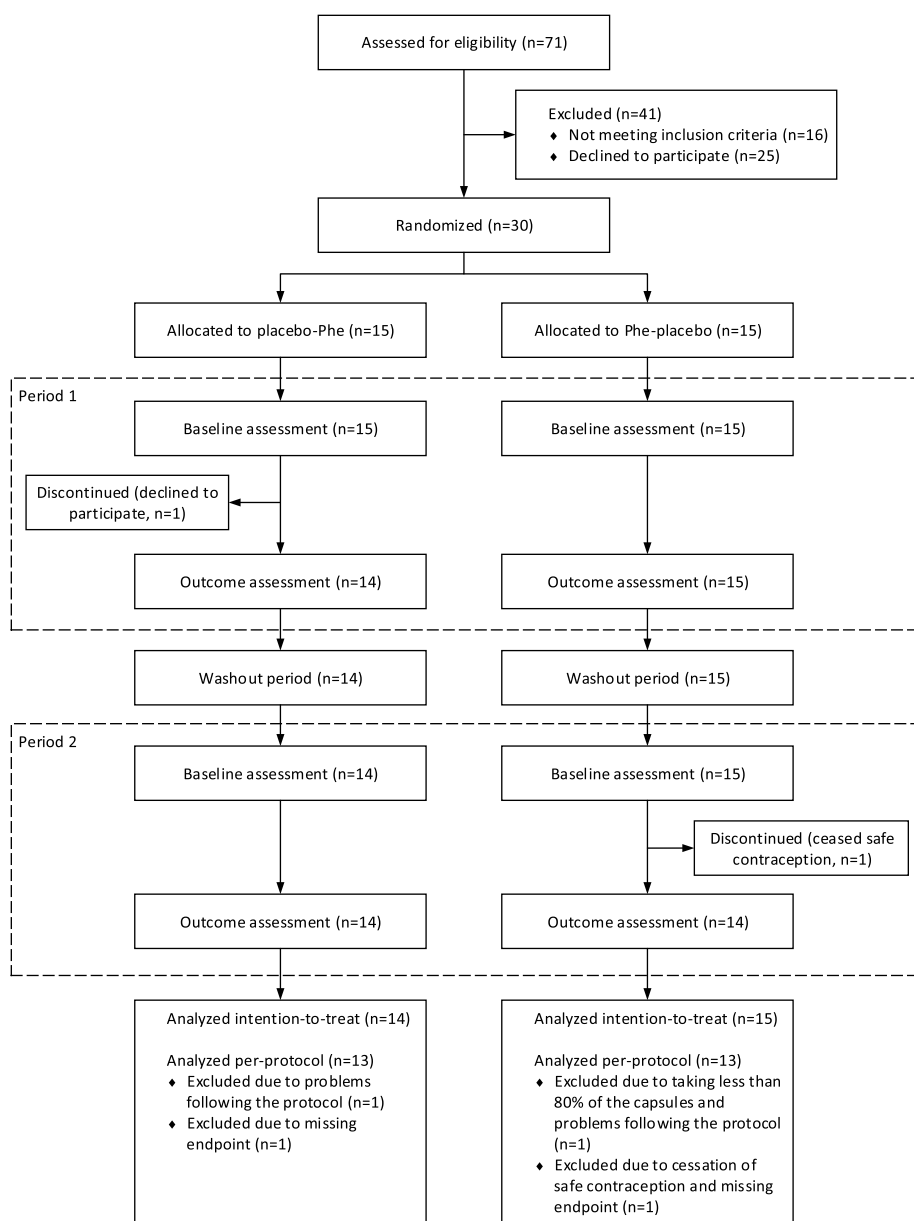 Assessed for eligibility (n=71)
Excluded (n=41)
♦ Not meeting inclusion criteria (n=16)
♦ Declined to participate (n=25)
Randomized (n=30)
Allocated to placebo-Phe (n=15)
Allocated to Phe-placebo (n=15)
Period 1
Baseline assessment (n=15)
Baseline assessment (n=15)
Discontinued (declined to
participate, n=1)
Outcome assessment (n=14)
Outcome assessment (n=15)
Washout period (n=14)
Washout period (n=15)
Period 2
Baseline assessment (n=14)
Baseline assessment (n=15)
Discontinued (ceased safe
contraception, n=1)
Outcome assessment (n=14)
Outcome assessment (n=14)
Analyzed intention-to-treat (n=14)
Analyzed per-protocol (n=13)
♦ Excluded due to problems
following the protocol (n=1)
♦ Excluded due to missing
endpoint (n=1)
Analyzed intention-to-treat (n=15)
Analyzed per-protocol (n=13)
♦ Excluded due to taking less than
80% of the capsules and
problems following the protocol
(n=1)
♦ Excluded due to cessation of
safe contraception and missing
endpoint (n=1)